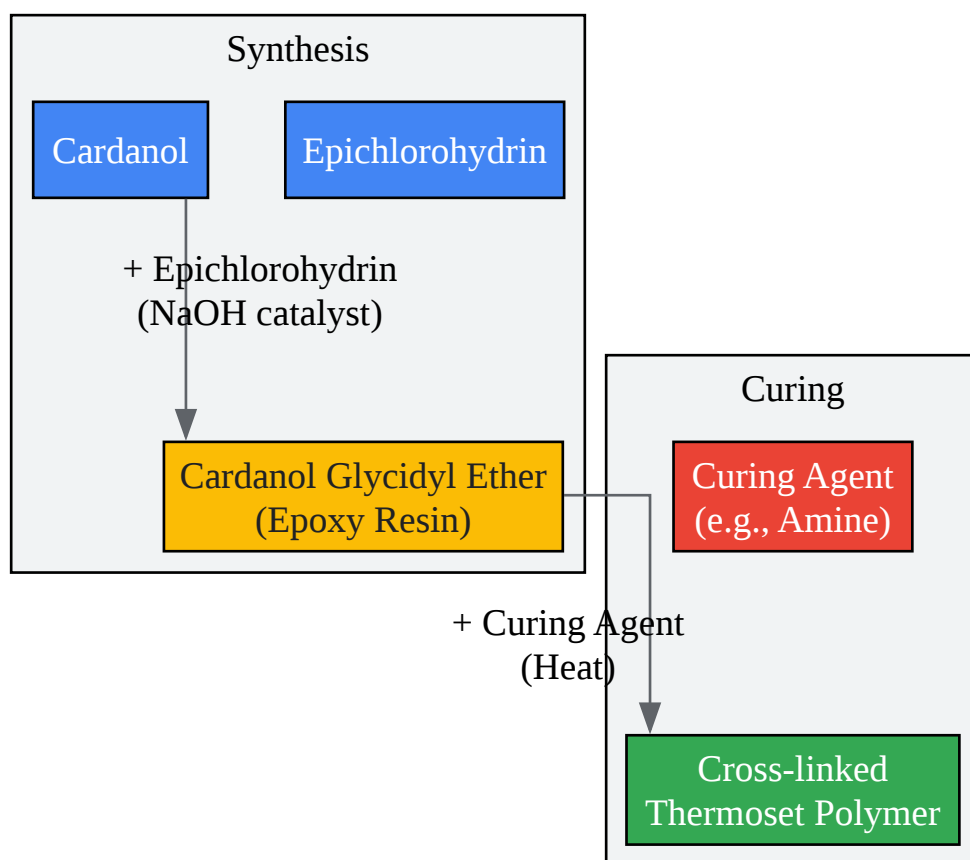 Synthesis
Cardanol
Epichlorohydrin
+ Epichlorohydrin
(NaOH catalyst)
Cardanol Glycidyl Ether
(Epoxy Resin)
Curing
Curing Agent
(e.g., Amine)
+ Curing Agent
(Heat)
Cross-linked
Thermoset Polymer